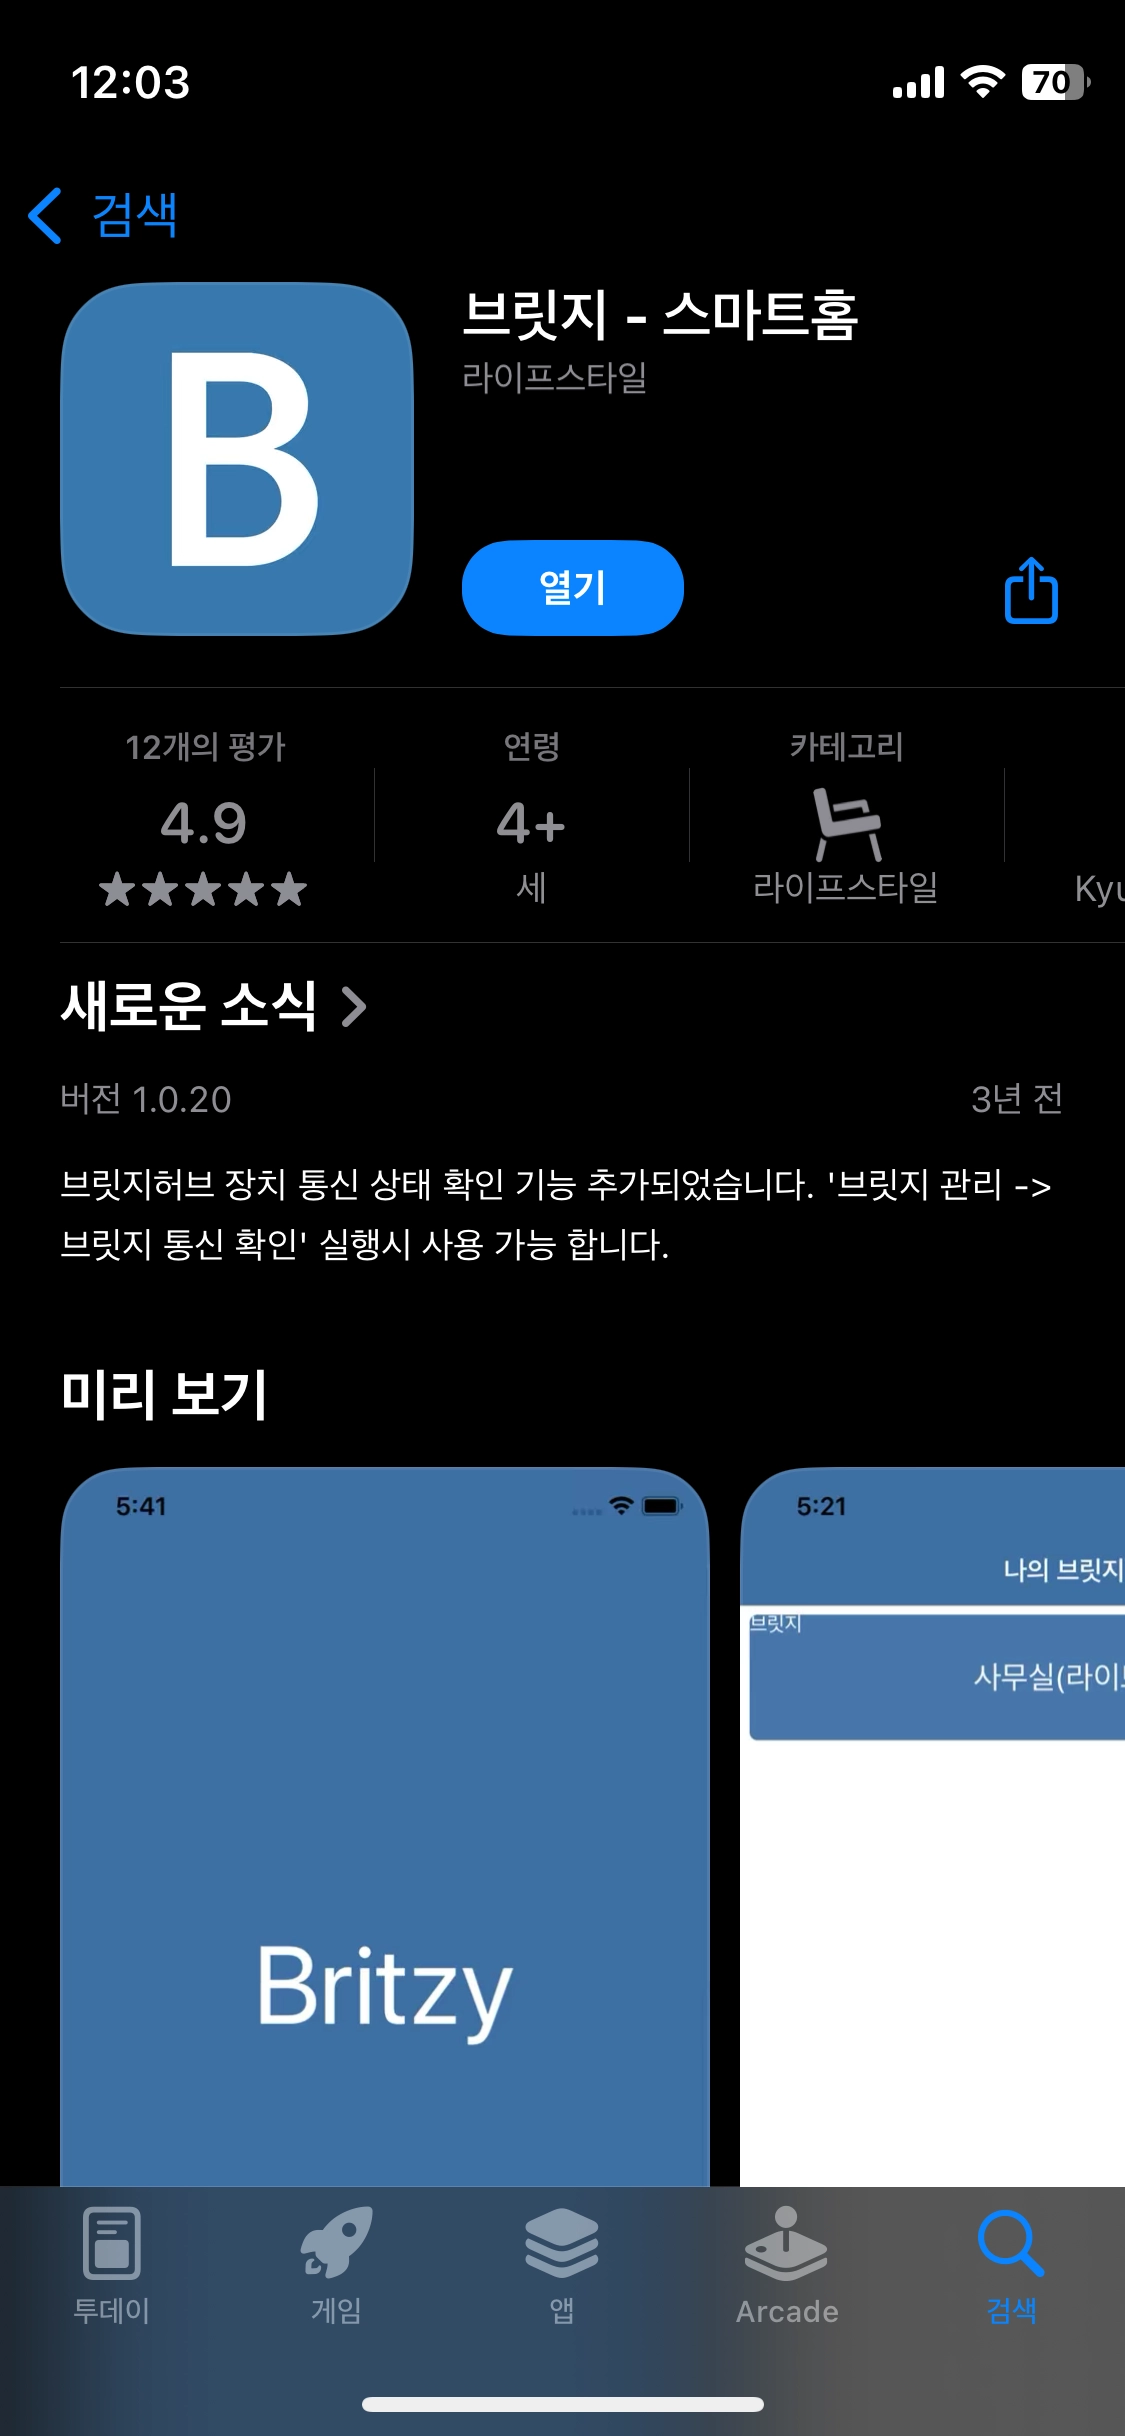 12:03
70
검색
B
브릿지 - 스마트홈
라이프스타일
열기
12개의 평가
연령
카테고리
4.9
4+
세
라이프스타일
Kyu
새로운 소식
버전 1.0.20
3년 전
브릿지허브 장치 통신 상태 확인 기능 추가되었습니다. '브릿지 관리 ->
브릿지 통신 확인' 실행시 사용 가능 합니다.
미리 보기
5:41
Britzy
5:21
나의 브릿지
브릿지
사무실(라이
투데이
게임
앱
Arcade
검색